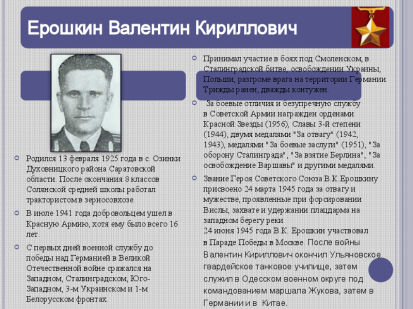 Ерошкин Валентин Кириллович
Родился 13 февраля 1925 года в с. Озинки
Духовницкого района Саратовской
области. После окончания 8 классов
Солянской средней школы работал
трактористом в зерносовхозе.
В июле 1941 года добровольцем ушел в
Красную Армию, хотя ему было всего 16
лет.
С первых дней военную службу до
победы над Германией в Великой
Отечественной войне сражался на
Западном, Сталинградском, Юго-
Западном, 3-м Украинском и 1-м
Белорусском фронтах.
Принимал участие в боях под Смоленском, в
Сталинградской битве, освобождении Украины,
Польши, разгроме врага на территории Германии.
Трижды ранен, дважды контужен.
За боевые отличия и безупречную службу
в Советской Армии награжден орденами
Красной Звезды (1956), Славы 3-й степени
(1944), двумя медалями "За отвагу" (1942,
1943), медалями "За боевые заслуги" (1951), "За
оборону Сталинграда", "За взятие Берлина", "За
освобождение Варшавы" и другими медалями.
Звание Героя Советского Союза В.К Ерошкину
присвоено 24 марта 1945 года за отвагу и
мужестве, проявленные при форсировании
Вислы, захвате и удержании плацдарма на
западном берегу реки.
24 июня 1945 года В.К. Ерошкин участвовал
в Параде Победы в Москве. После войны
Валентин Кириллович окончил Ульяновское
гвардейское танковое училище, затем
служил в Одесском военном округе под
командованием маршала Жукова, затем в
Германии и в Китае.